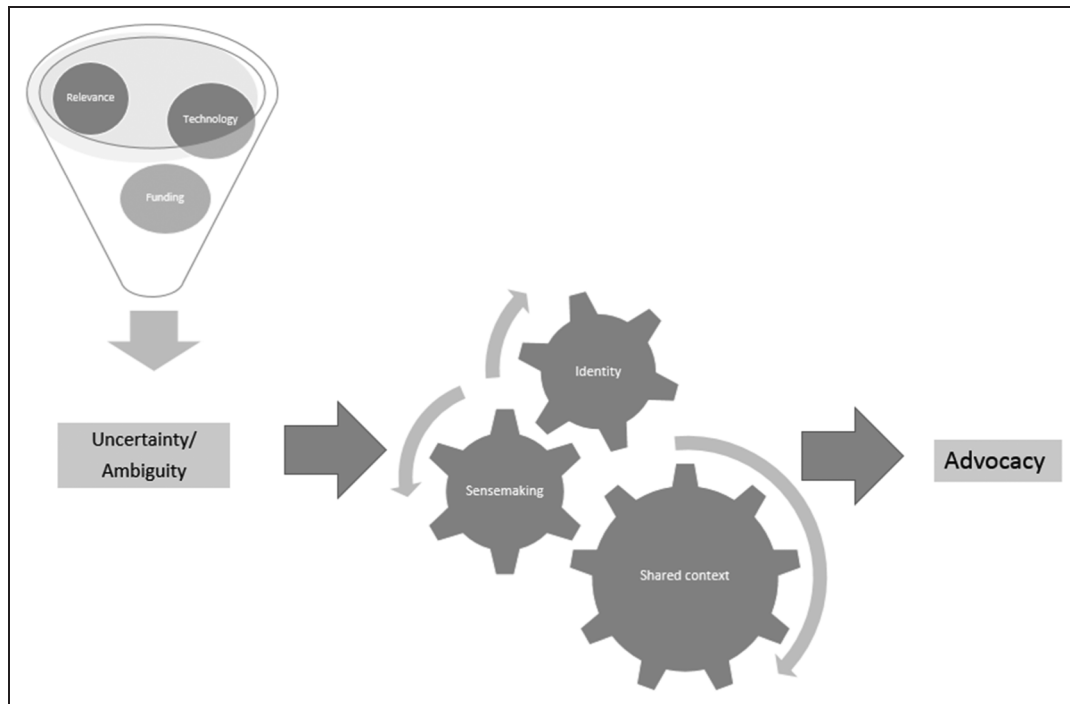 Relevance
Technology
Funding
Uncertainty/
Ambiguity
Identity
Sensemaking
Shared context
Advocacy